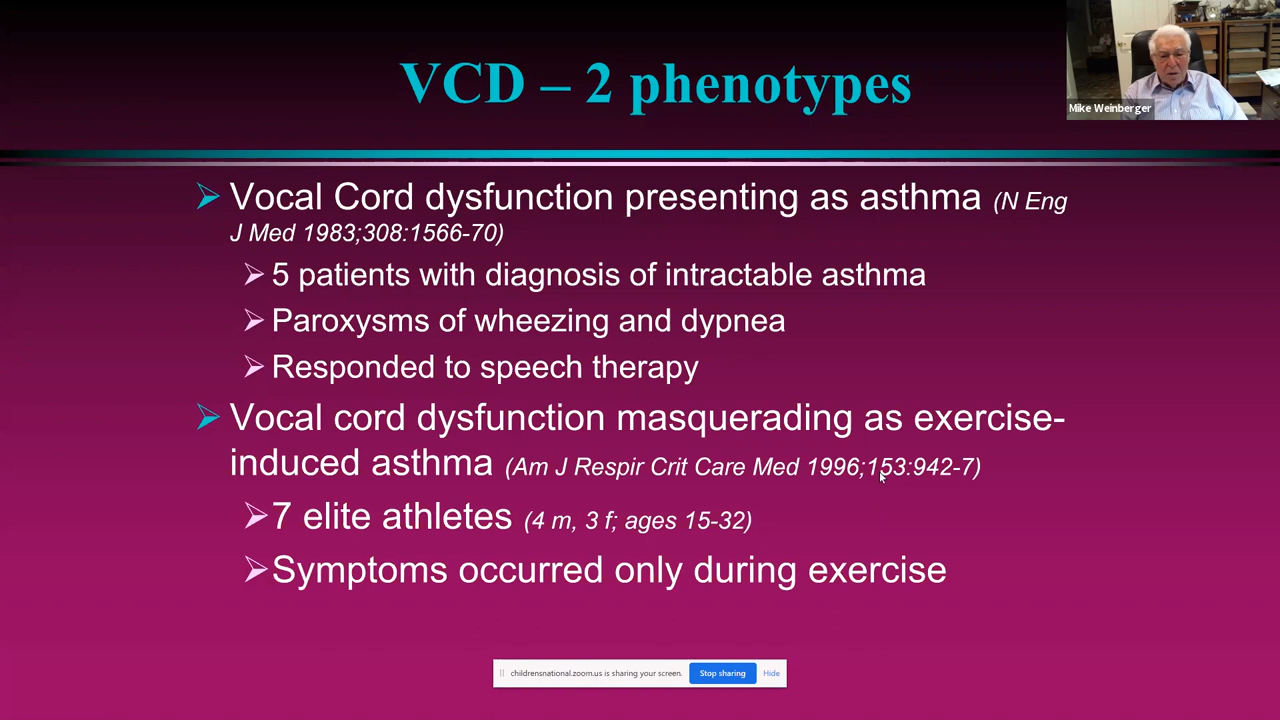 VCD – 2 phenotypes
Mike Weinberger
Vocal Cord dysfunction presenting as asthma (N Eng
J Med 1983;308:1566-70)
5 patients with diagnosis of intractable asthma
Paroxysms of wheezing and dypnea
Responded to speech therapy
Vocal cord dysfunction masquerading as exercise-
induced asthma (Am J Respir Crit Care Med 1996;153:942-7)
7 elite athletes (4 m, 3 f; ages 15-32)
Symptoms occurred only during exercise
childrensnational.zoom.us is sharing your screen. Stop sharing Hide